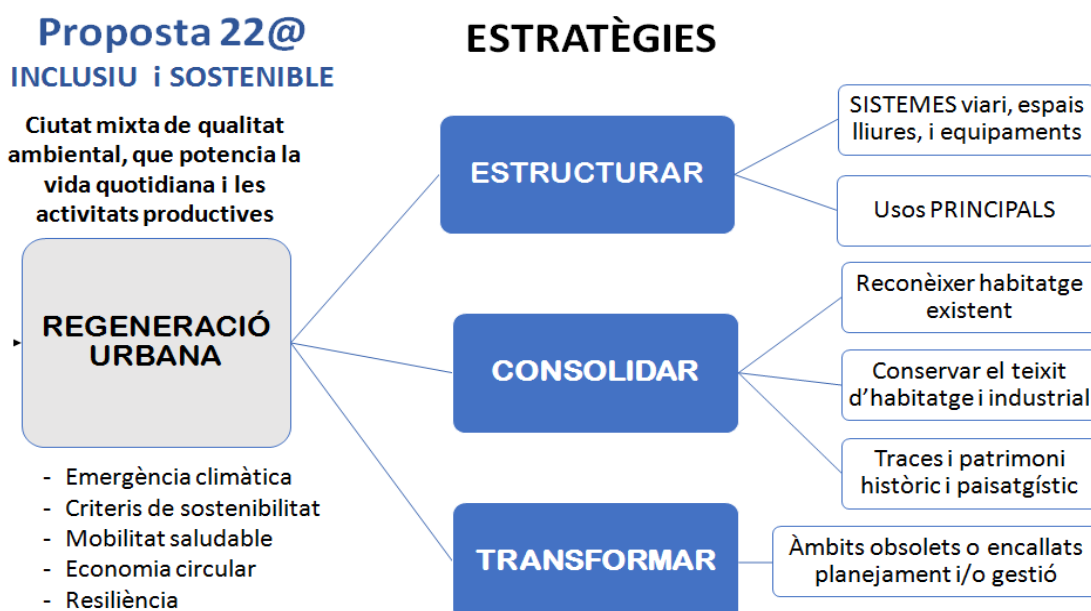 Proposta 22@
INCLUSIU i SOSTENIBLE
Ciutat mixta de qualitat
ambiental, que potencia la
vida quotidiana i les
activitats productives
REGENERACIÓ
URBANA
- Emergència climàtica
- Criteris de sostenibilitat
- Mobilitat saludable
- Economia circular
- Resiliència
ESTRATÈGIES
ESTRUCTURAR
SISTEMES viari, espais
lliures, i equipaments
Usos PRINCIPALS
CONSOLIDAR
Reconèixer habitatge
existent
Conservar el teixit
d'habitatge i industrial
Traces i patrimoni
històric i paisatgístic
TRANSFORMAR
Àmbits obsolets o encallats
planejament i/o gestió